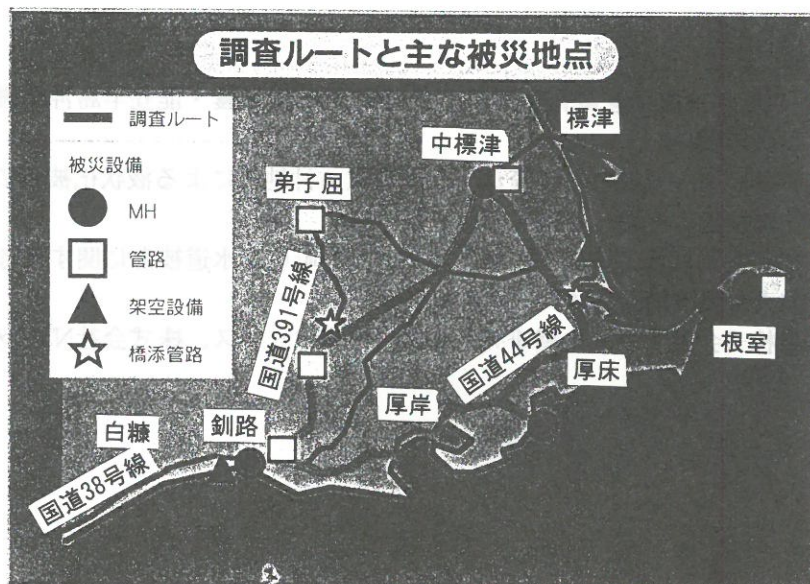 調査ルートと主な被災地点
調査ルート
被災設備
MH
管路
架空設備
橋添管路
標津
中標津
弟子屈
国道391号線
国道44号線
根室
厚床
厚岸
釧路
白糠
国道38号線